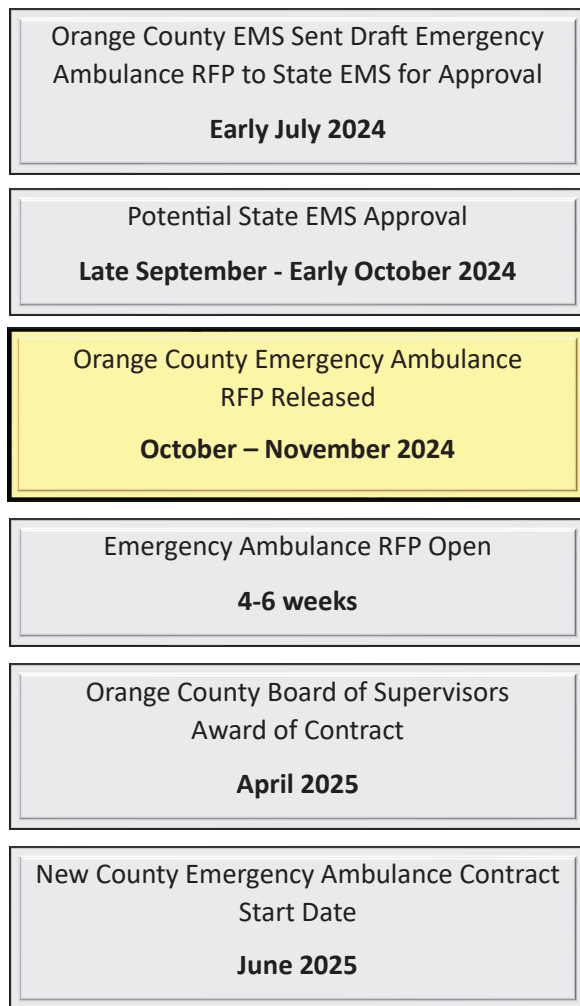 Orange County EMS Sent Draft Emergency
Ambulance RFP to State EMS for Approval
Early July 2024
Potential State EMS Approval
Late September - Early October 2024
Orange County Emergency Ambulance
RFP Released
October – November 2024
Emergency Ambulance RFP Open
4-6 weeks
Orange County Board of Supervisors
Award of Contract
April 2025
New County Emergency Ambulance Contract
Start Date
June 2025